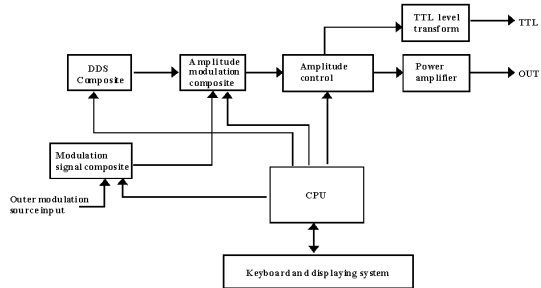 TTL level
transform
TTL
DDS
Composite
Amplitude
modulation
composite
Amplitude
control
Power
amplifier
OUT
Modulation
signal composite
Outer modulation
source input
CPU
Keyboard and displaying system